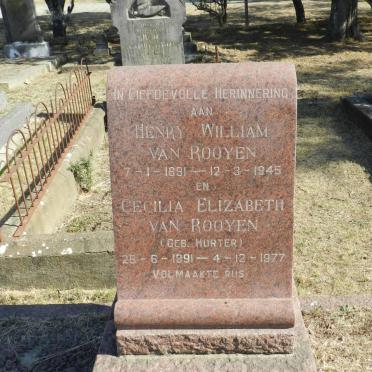 In Liefdevolle Herinnering
aan
Henry William
van Rooyen
7-1-1891 - 12-3-1945
en
Cecilia Elizabeth
van Rooyen
(geb. Hurter)
26-6-1891 - 4-12-1977
Volmaakte rus